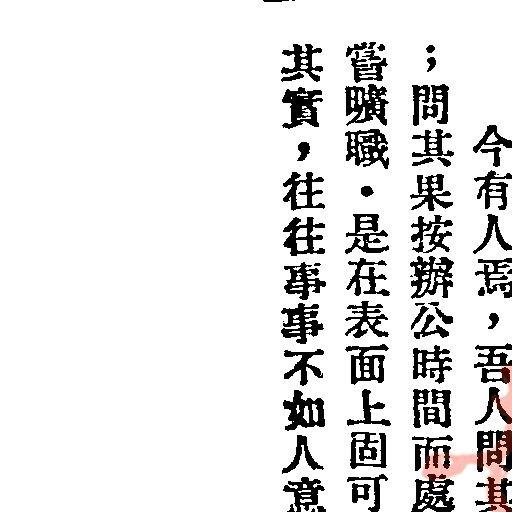 今有人焉，吾人問其
；問其果按辦公時間而處
嘗曠職．是在表面上固可
其實，往往事事不如人意